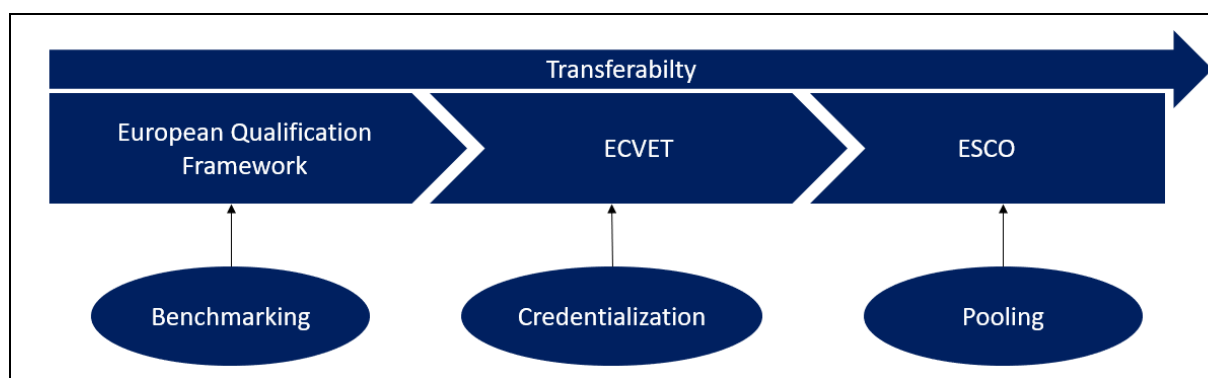 Transferabilty
European Qualification
Framework
ECVET
ESCO
Benchmarking
Credentialization
Pooling